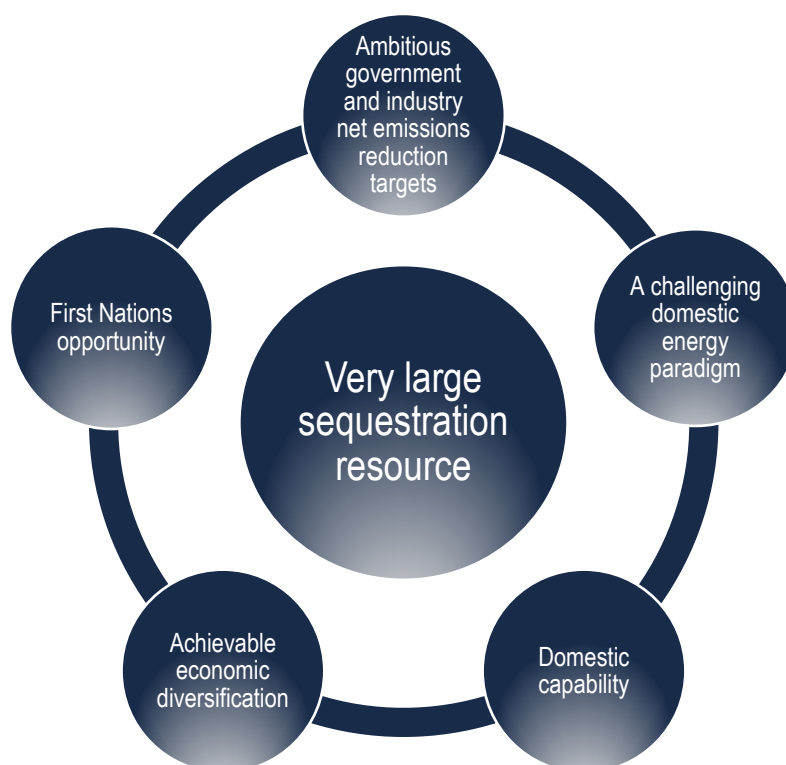 Ambitious
government
and industry
net emissions
reduction
targets
A challenging
domestic
energy
paradigm
First Nations
opportunity
Very large
sequestration
resource
Achievable
economic
diversification
Domestic
capability